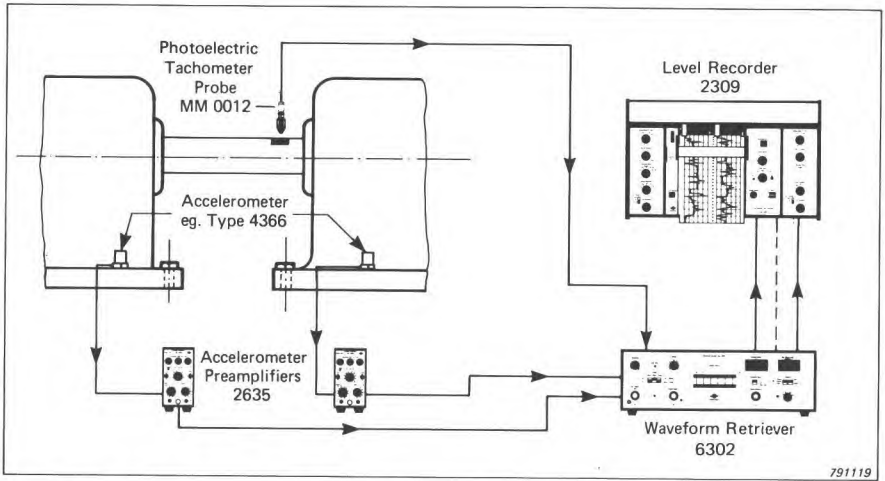 Photoelectric
Tachometer
Probe
MM 0012
Level Recorder
2309
Accelerometer
eg. Type 4366
Accelerometer
Preamplifiers
2635
Waveform Retriever
6302
791119